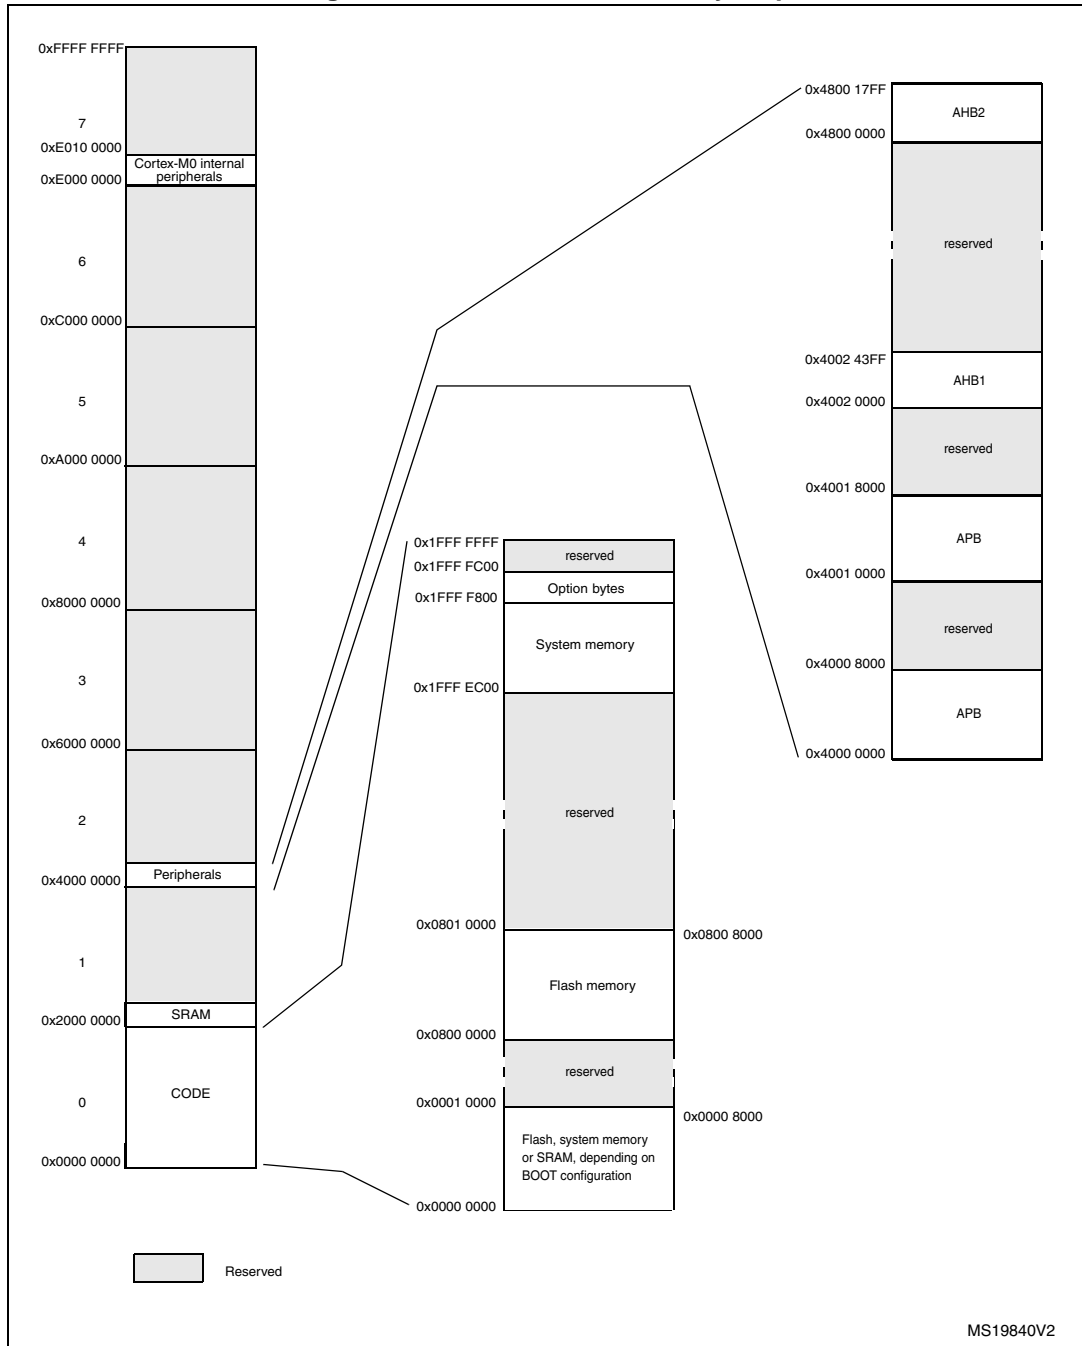 0xFFFF FFFF
7
0xE010 0000
Cortex-M0 internal
peripherals
0xE000 0000
6
0xC000 0000
5
0xA000 0000
4
0x8000 0000
3
0x6000 0000
2
Peripherals
0x4000 0000
1
SRAM
0x2000 0000
CODE
0
0x0000 0000
0x1FFF FFFF
reserved
0x1FFF FC00
Option bytes
0x1FFF F800
System memory
0x1FFF EC00
reserved
0x0801 0000
0x0800 8000
Flash memory
0x0800 0000
reserved
0x0001 0000
0x0000 8000
Flash, system memory
or SRAM, depending on
BOOT configuration
0x0000 0000
0x4800 17FF
AHB2
0x4800 0000
reserved
0x4002 43FF
AHB1
0x4002 0000
reserved
0x4001 8000
APB
0x4001 0000
reserved
0x4000 8000
APB
0x4000 0000
Reserved
MS19840V2